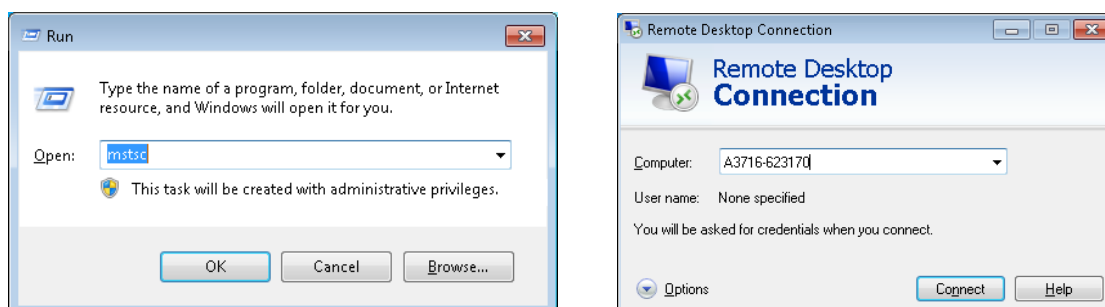 Run
Type the name of a program, folder, document, or Internet
resource, and Windows will open it for you.
Open: mstsc
This task will be created with administrative privileges.
OK Cancel Browse...
Remote Desktop Connection
Remote Desktop
Connection
Computer: A3716-623170
User name: None specified
You will be asked for credentials when you connect.
Options Connect Help